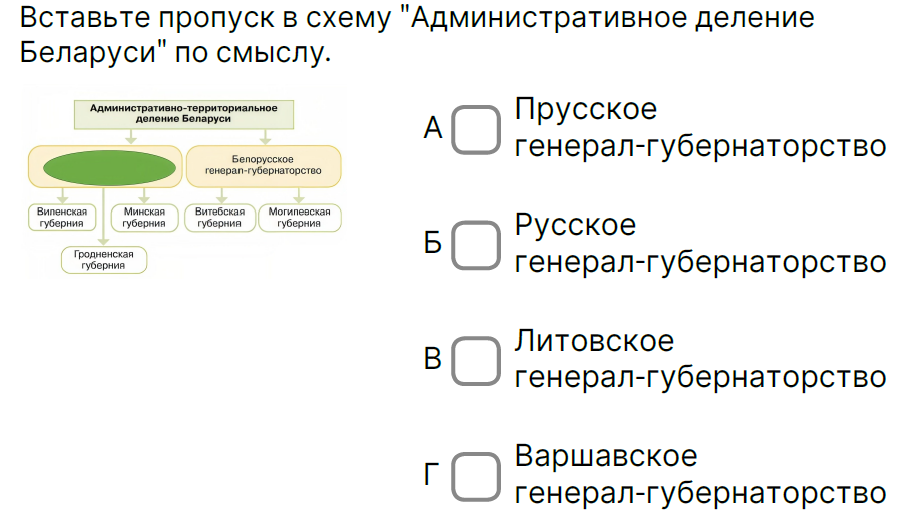 Вставьте пропуск в схему "Административное деление
Беларуси" по смыслу.
Административно-территориальное
деление Беларуси
Белорусское
генерал-губернаторство
Виленская
губерния
Минская
губерния
Витебская
губерния
Могилевская
губерния
Гродненская
губерния
А
Прусское
генерал-губернаторство
Б
Русское
генерал-губернаторство
В
Литовское
генерал-губернаторство
Г
Варшавское
генерал-губернаторство